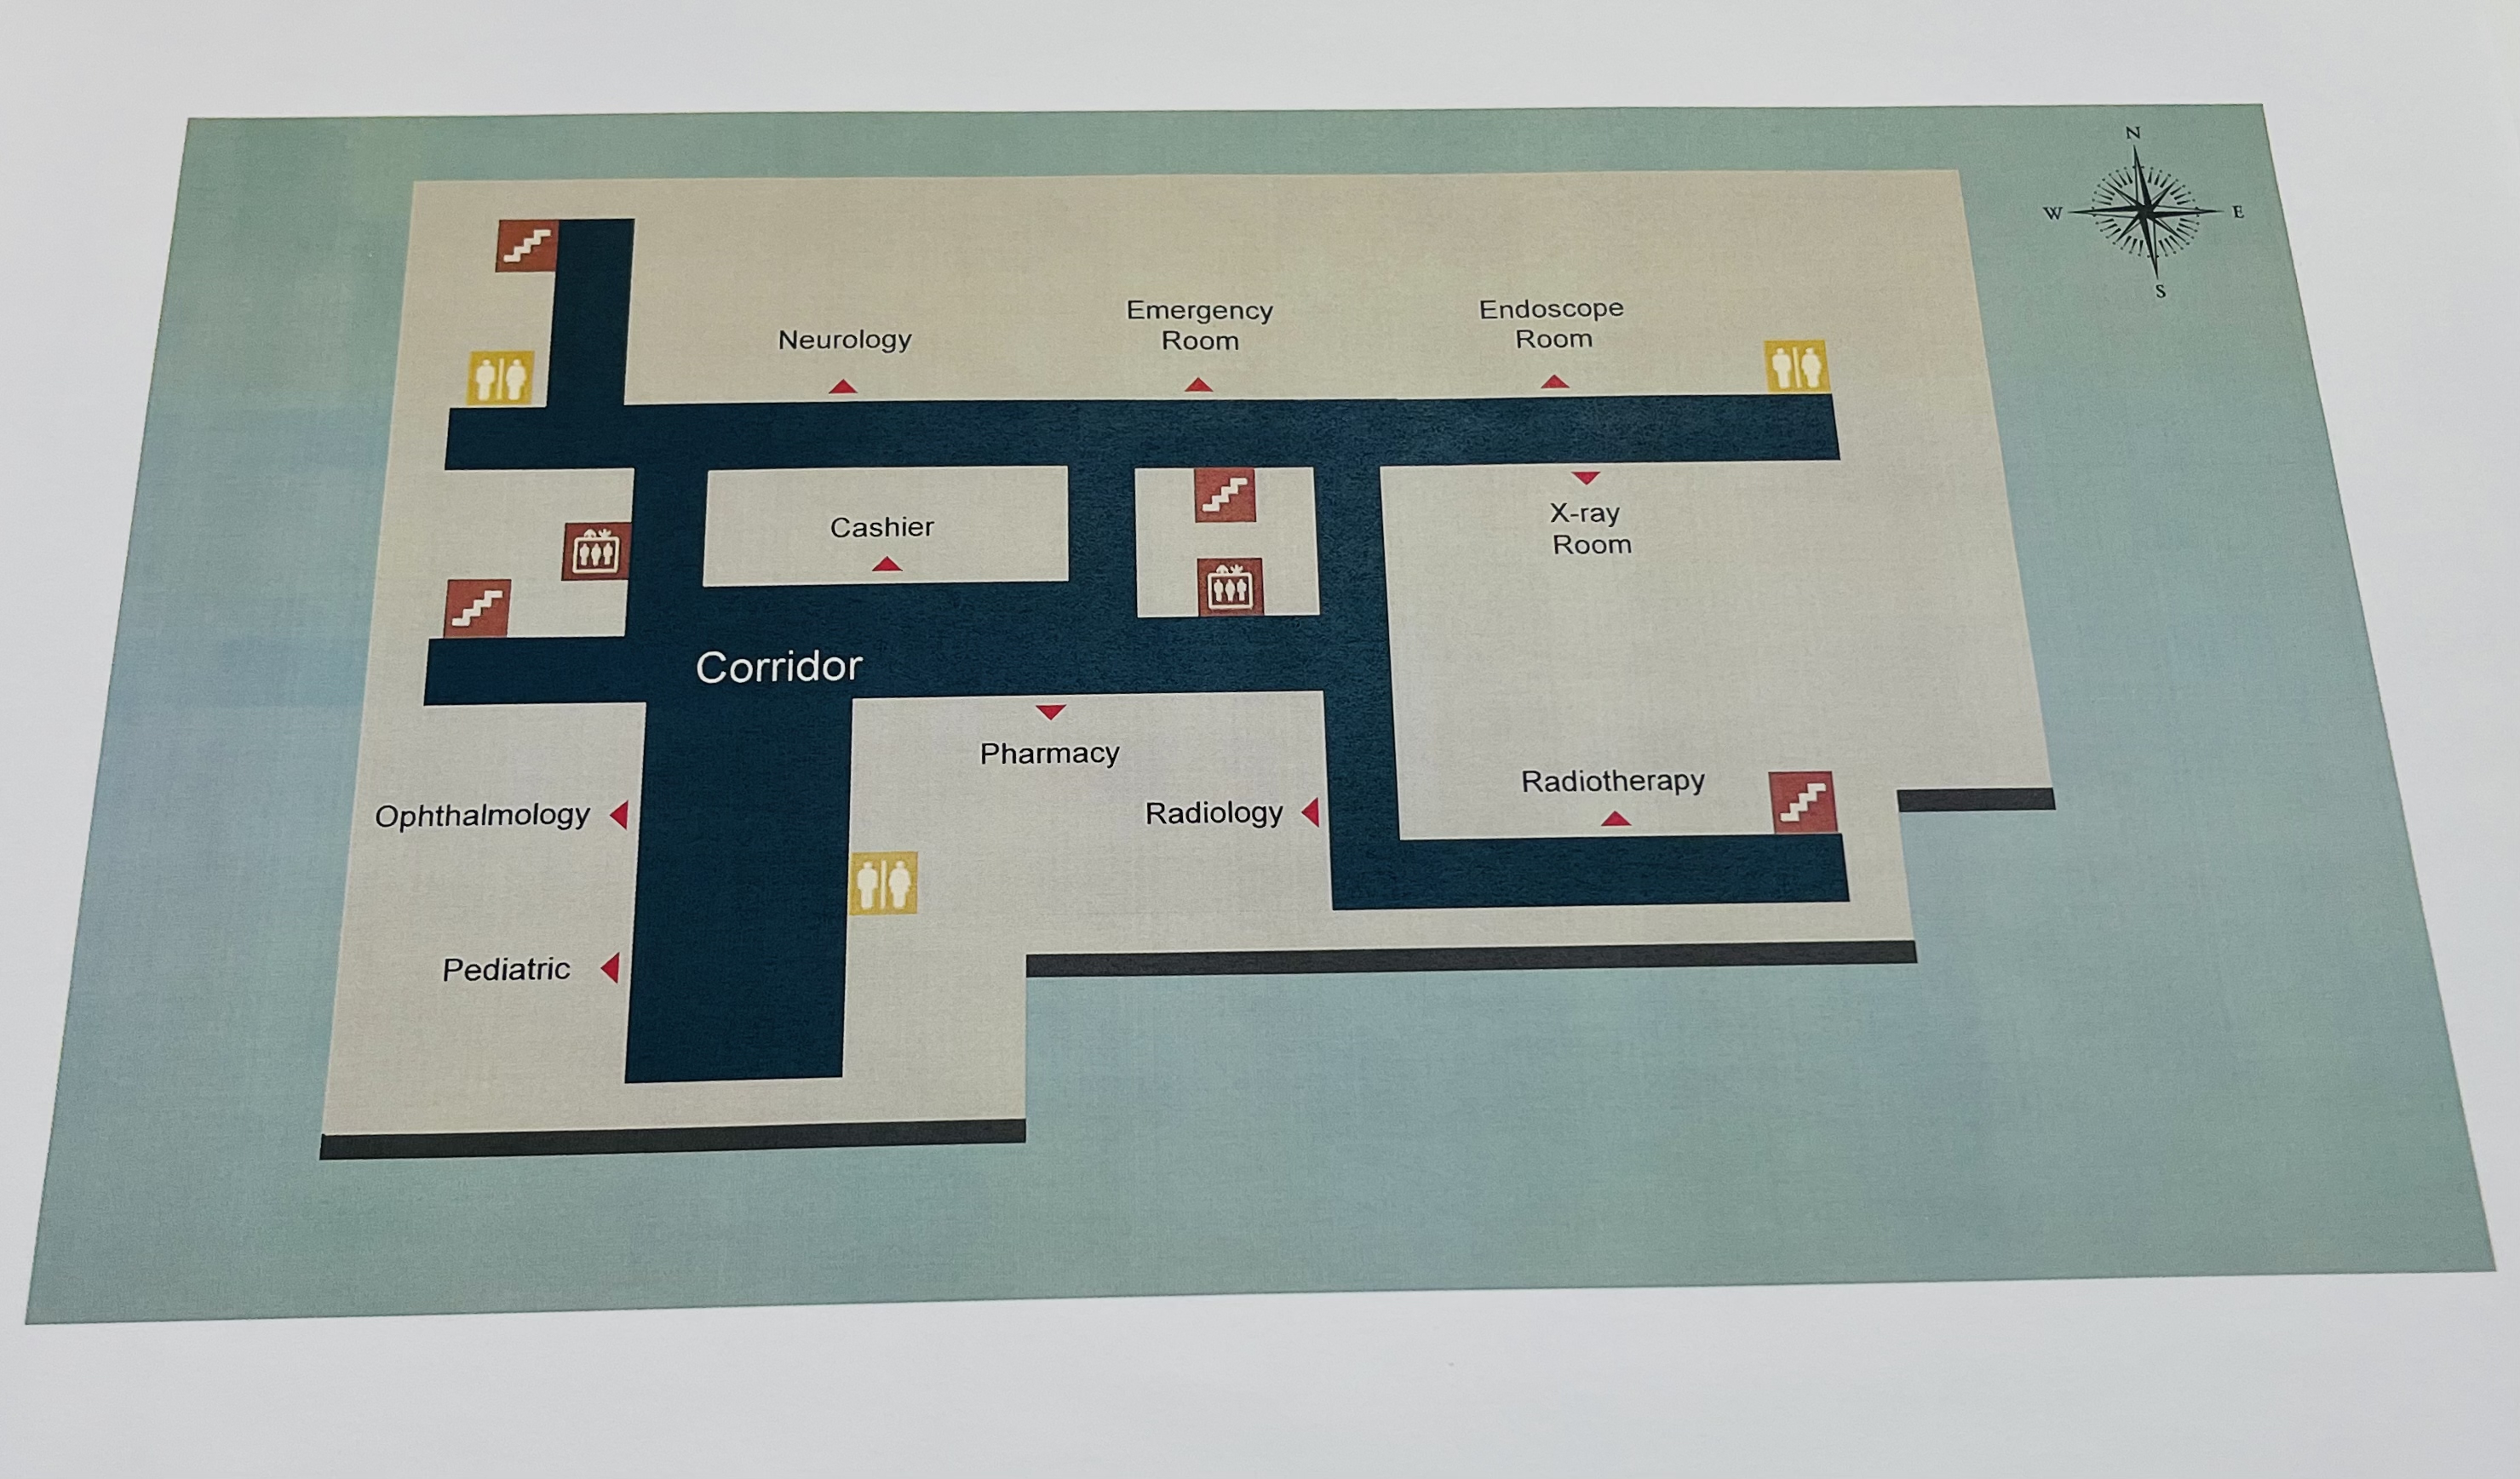 N
W
E
S
Neurology
Emergency
Room
Endoscope
Room
Cashier
X-ray
Room
Corridor
Pharmacy
Ophthalmology
Radiology
Radiotherapy
Pediatric